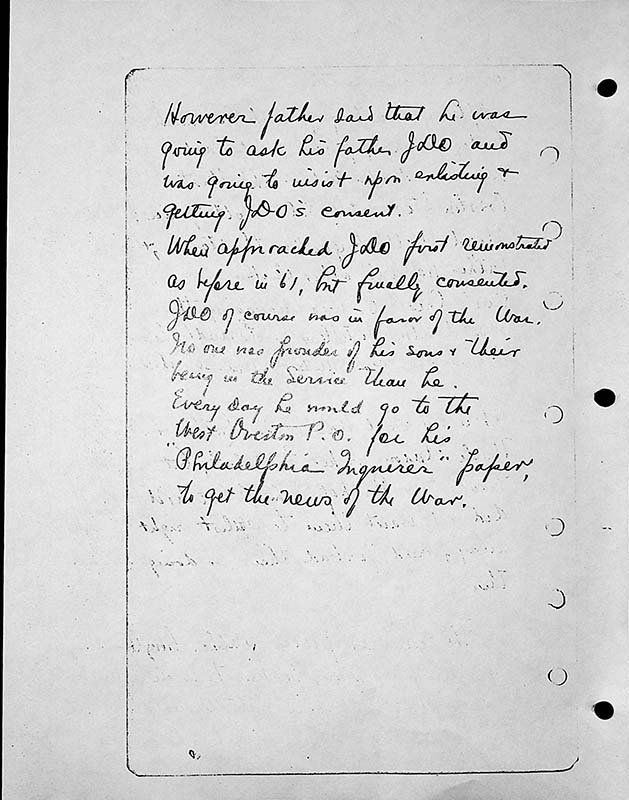 However father said that he was
going to ask his father JDO and
was going to insist upon enlisting &
getting JDO's consent.
When approached JDO first remonstrated
as before in '61, but finally consented.
JDO of course was in favor of the War.
No one was prouder of his sons & their
being in the Service than he.
Every day he would go to the
West Overton P.O. for his
"Philadelphia Inquirer" paper,
to get the news of the War.